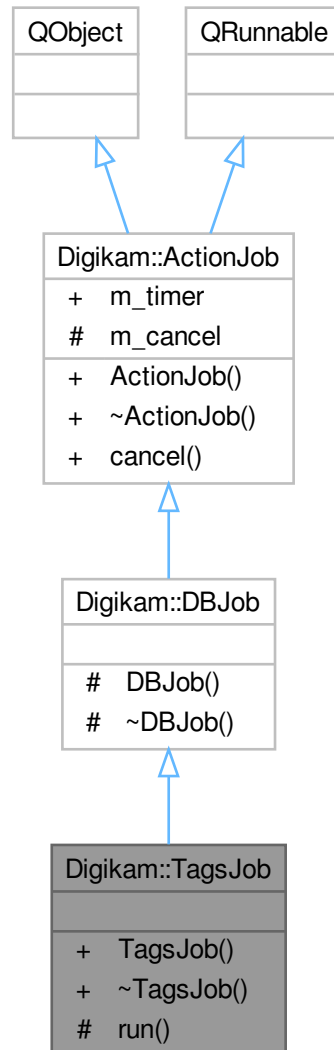 QObject
QRunnable
Digikam::ActionJob
+ m_timer
# m_cancel
+ ActionJob()
+ ~ActionJob()
+ cancel()
Digikam::DBJob
# DBJob()
# ~DBJob()
Digikam::TagsJob
+ TagsJob()
+ ~TagsJob()
# run()